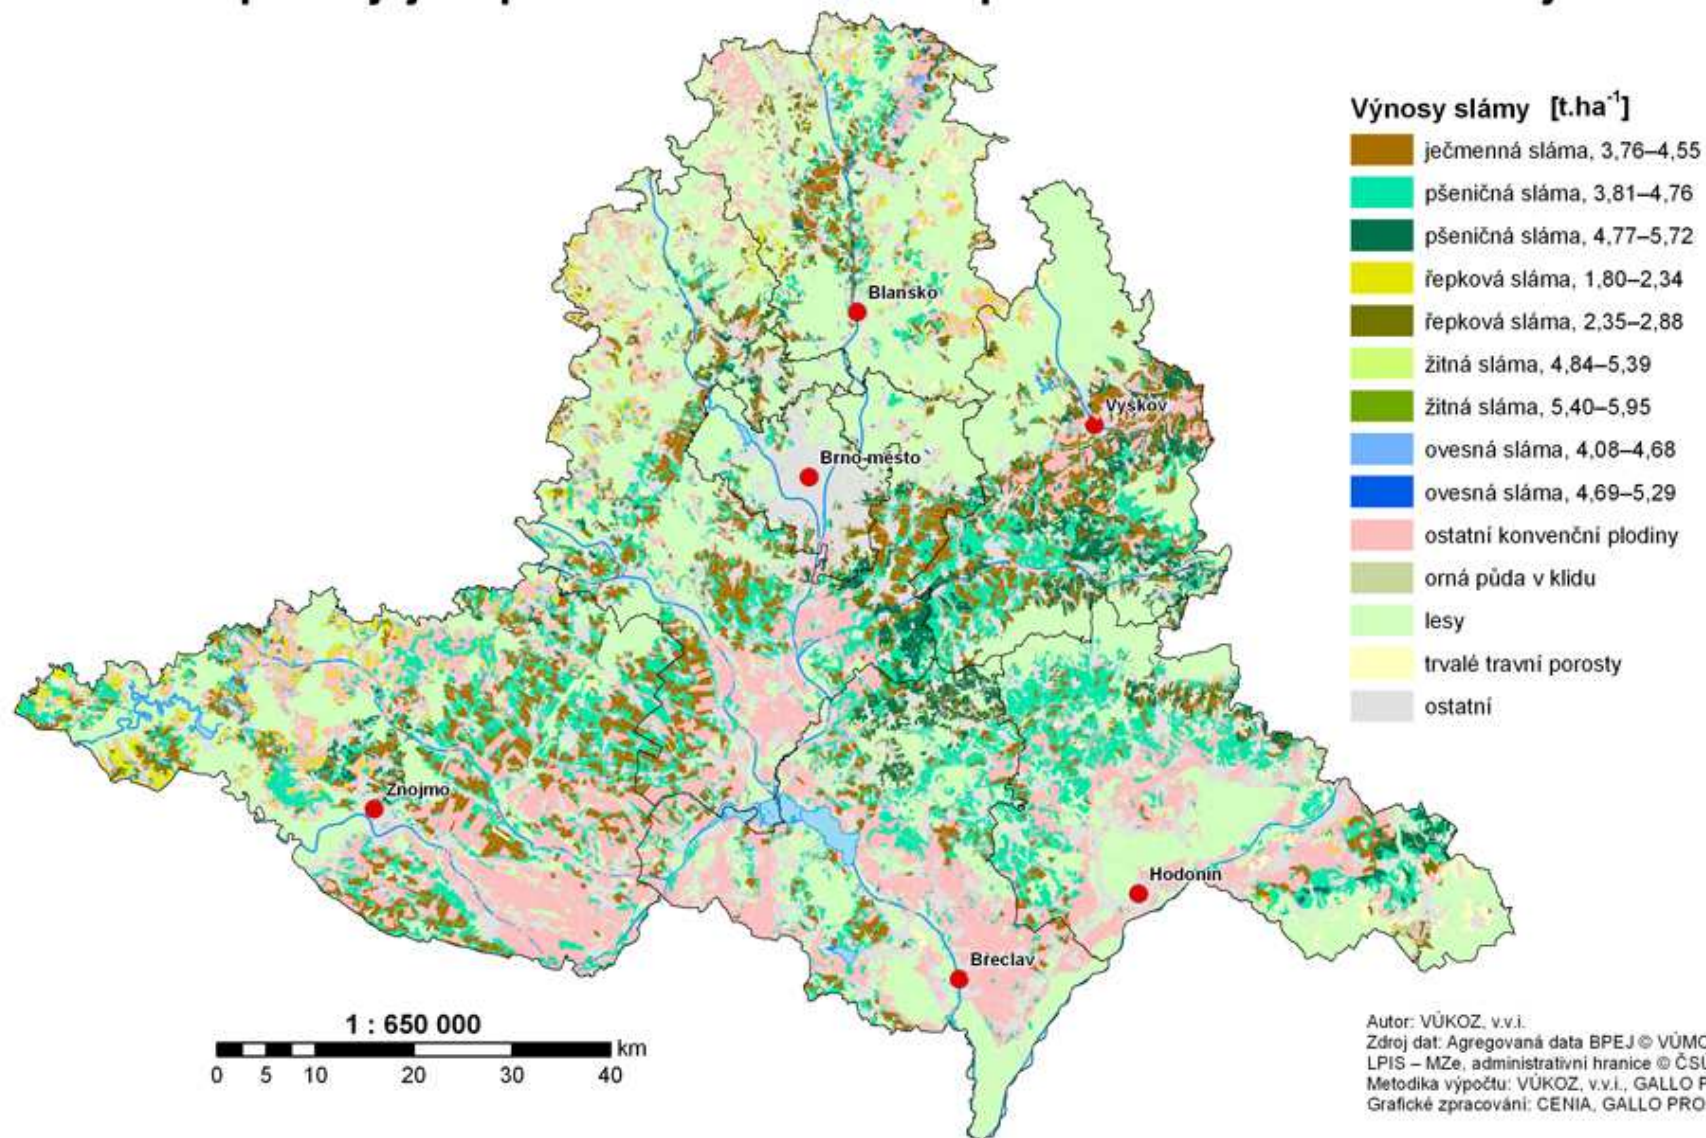 Výnosy slámy [t.ha-1]
ječmenná sláma, 3,76–4,55
pšeničná sláma, 3,81–4,76
pšeničná sláma, 4,77–5,72
řepková sláma, 1,80–2,34
řepková sláma, 2,35–2,88
žitná sláma, 4,84–5,39
žitná sláma, 5,40–5,95
ovesná sláma, 4,08–4,68
ovesná sláma, 4,69–5,29
ostatní konvenční plodiny
orná půda v klidu
lesy
trvalé travní porosty
ostatní
Blansko
Vyškov
Brno-město
Znojmo
Hodonín
Břeclav
1 : 650 000
km
0 5 10 20 30 40
Autor: VÚKOZ, v.v.i.
Zdroj dat: Agregovaná data BPEJ © VÚMO
LPIS – MZe, administrativní hranice © ČSÚ
Metodika výpočtu: VÚKOZ, v.v.i., GALLO P
Grafické zpracování: CENIA, GALLO PRO